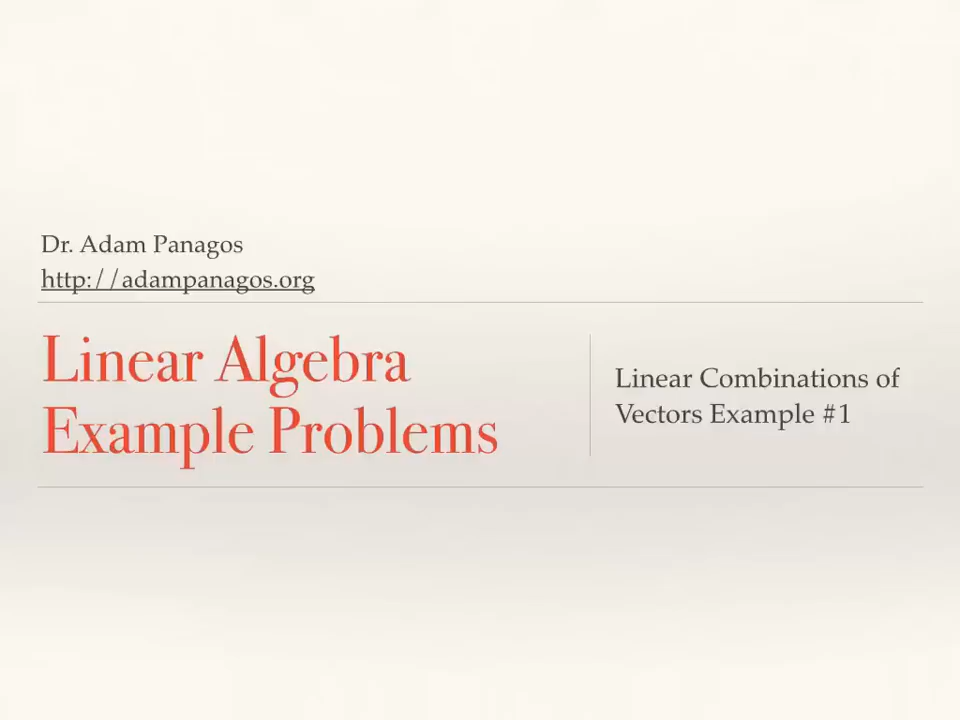 Dr. Adam Panagos
http://adampanagos.org
Linear Algebra
Example Problems
Linear Combinations of
Vectors Example #1